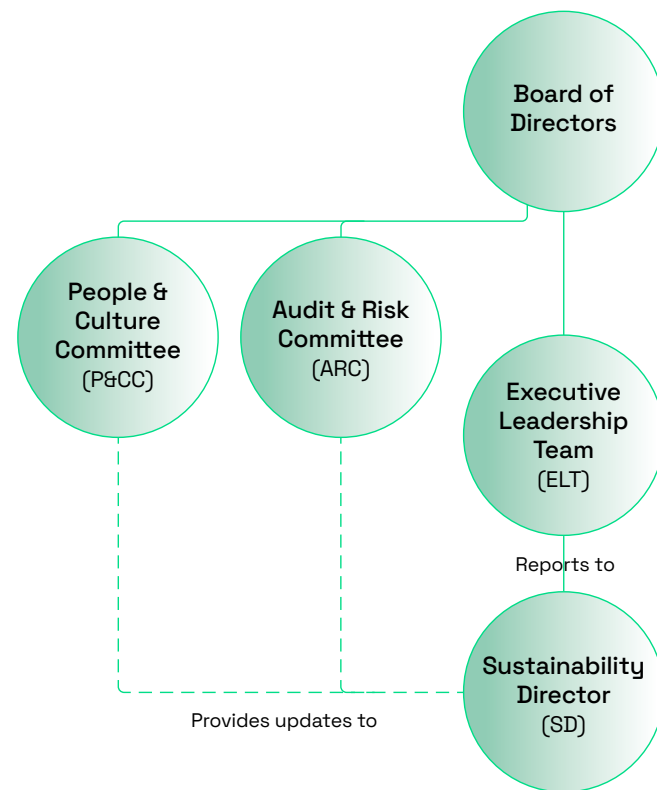 Board of
Directors
People &
Culture
Committee
(P&CC)
Audit & Risk
Committee
(ARC)
Executive
Leadership
Team
(ELT)
Reports to
Sustainability
Director
(SD)
Provides updates to